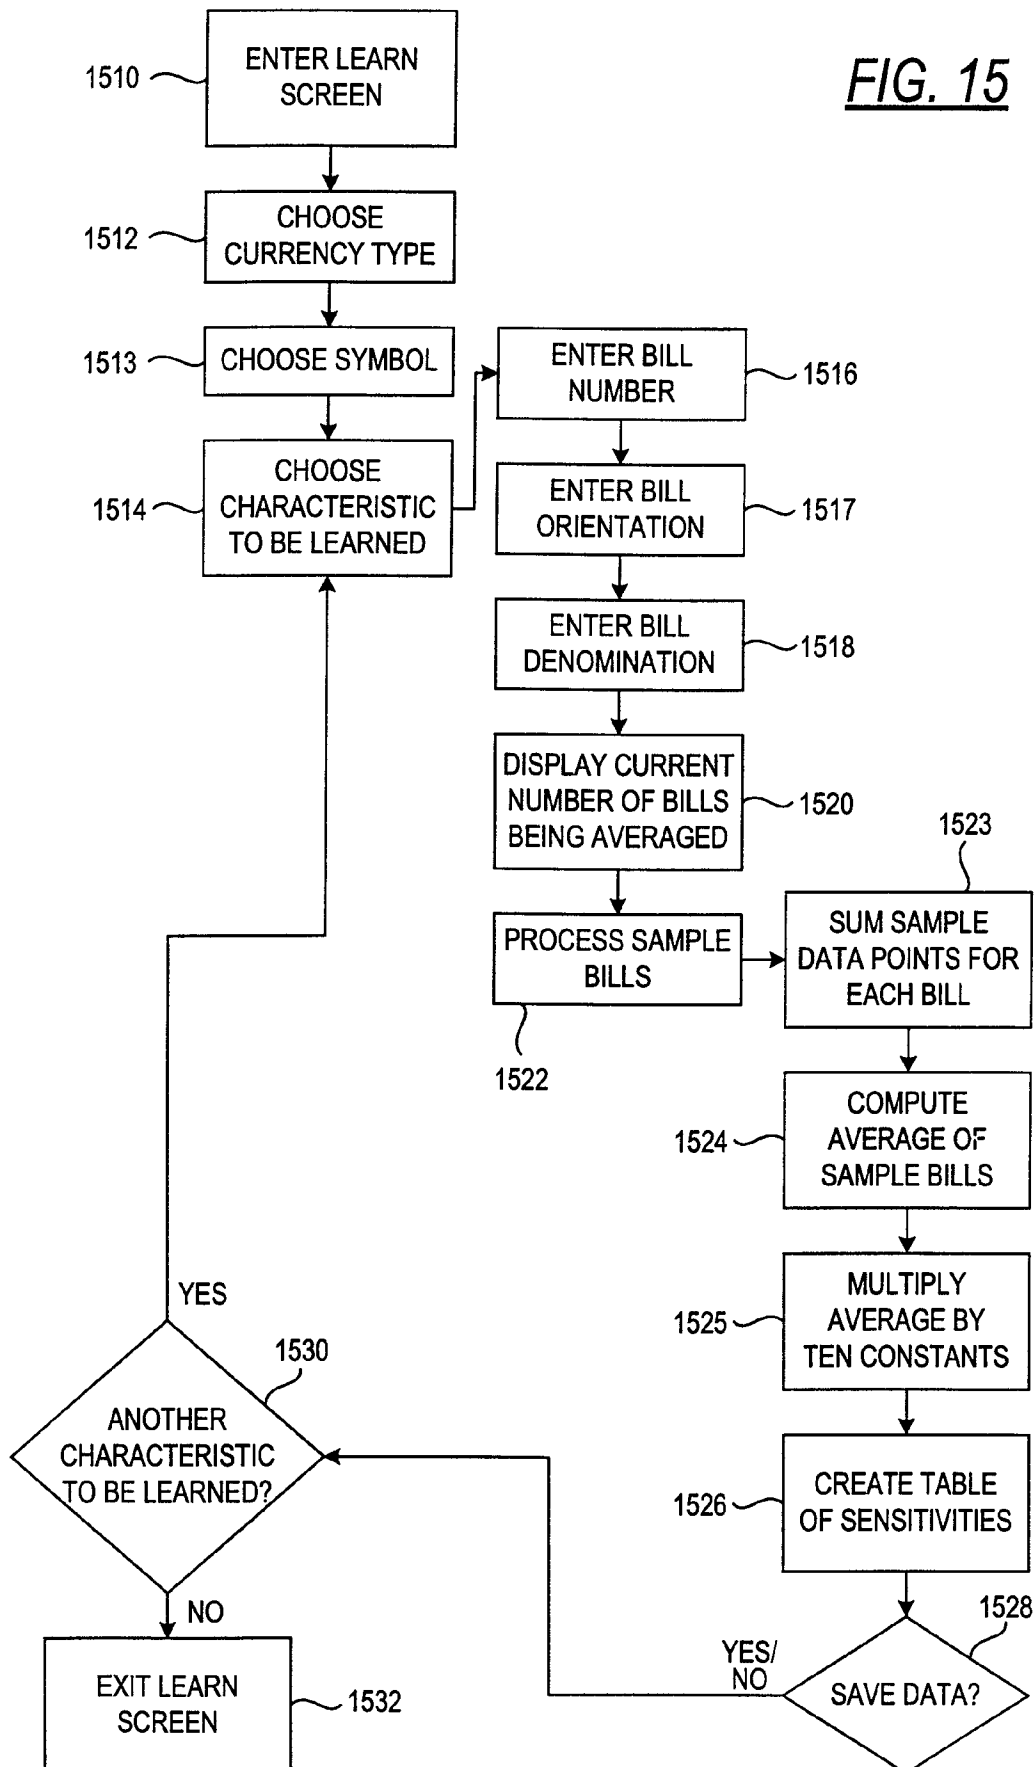 FIG. 15
ENTER LEARN
SCREEN
1510
CHOOSE
CURRENCY TYPE
1512
CHOOSE SYMBOL
1513
CHOOSE
CHARACTERISTIC
TO BE LEARNED
1514
ENTER BILL
NUMBER
1516
ENTER BILL
ORIENTATION
1517
ENTER BILL
DENOMINATION
1518
DISPLAY CURRENT
NUMBER OF BILLS
BEING AVERAGED
1520
PROCESS SAMPLE
BILLS
1522
1523
SUM SAMPLE
DATA POINTS FOR
EACH BILL
COMPUTE
AVERAGE OF
SAMPLE BILLS
1524
MULTIPLY
AVERAGE BY
TEN CONSTANTS
1525
CREATE TABLE
OF SENSITIVITIES
1526
1528
SAVE DATA?
YES/
NO
1530
ANOTHER
CHARACTERISTIC
TO BE LEARNED?
YES
NO
EXIT LEARN
SCREEN
1532